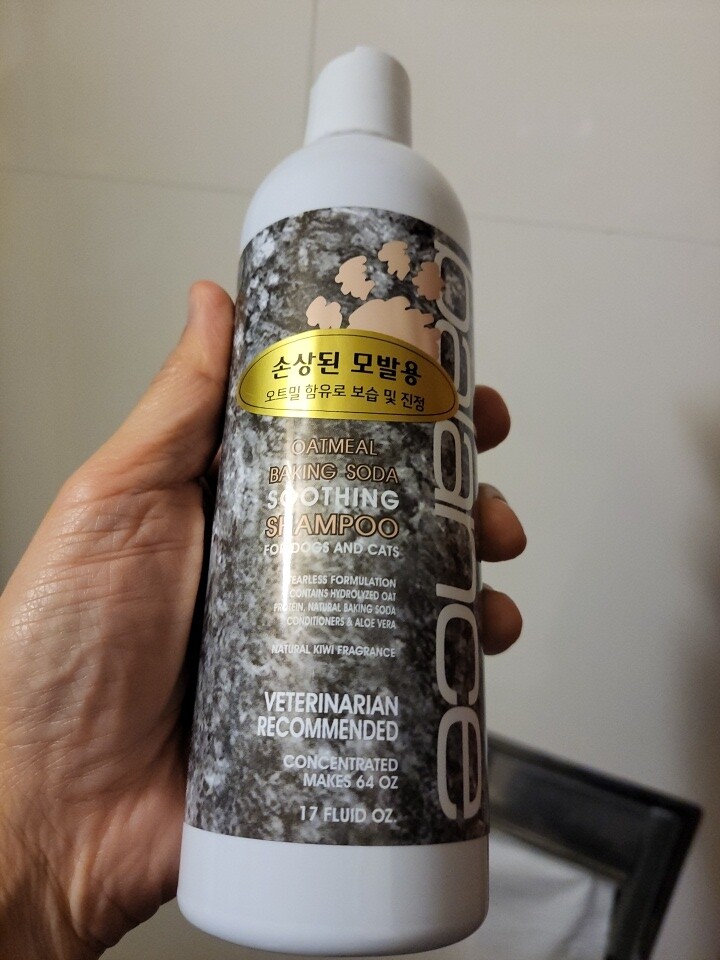 balance
손상된 모발용
오트밀 함유로 보습 및 진정
OATMEAL
BAKING SODA
SOOTHING
SHAMPOO
FOR DOGS AND CATS
TEARLESS FORMULATION
CONTAINS HYDROLYZED OAT
PROTEIN, NATURAL BAKING SODA
CONDITIONERS & ALOE VERA
NATURAL KIWI FRAGRANCE
VETERINARIAN
RECOMMENDED
CONCENTRATED
MAKES 64 OZ
17 FLUID OZ.